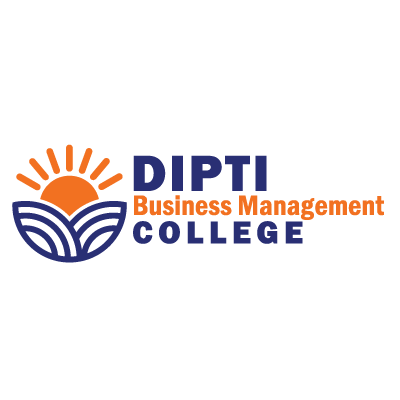 DIPTI
Business Management
COLLEGE